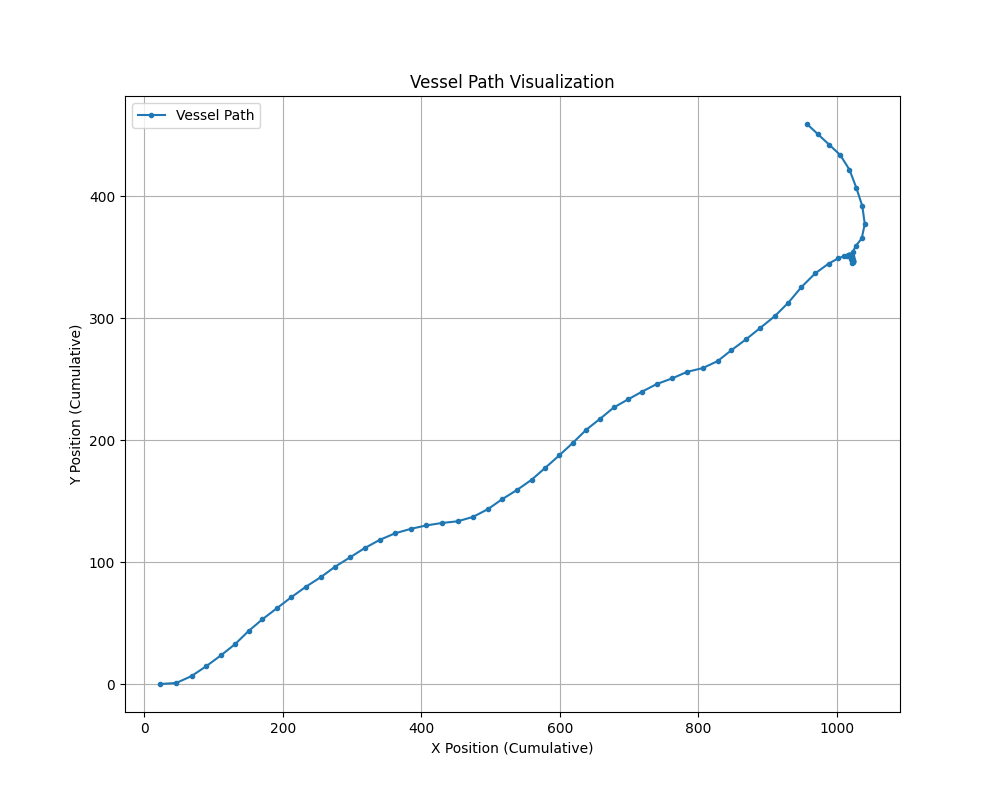 Vessel Path Visualization
Vessel Path
Y Position (Cumulative)
400
300
200
100
0
0 200 400 600 800 1000
X Position (Cumulative)